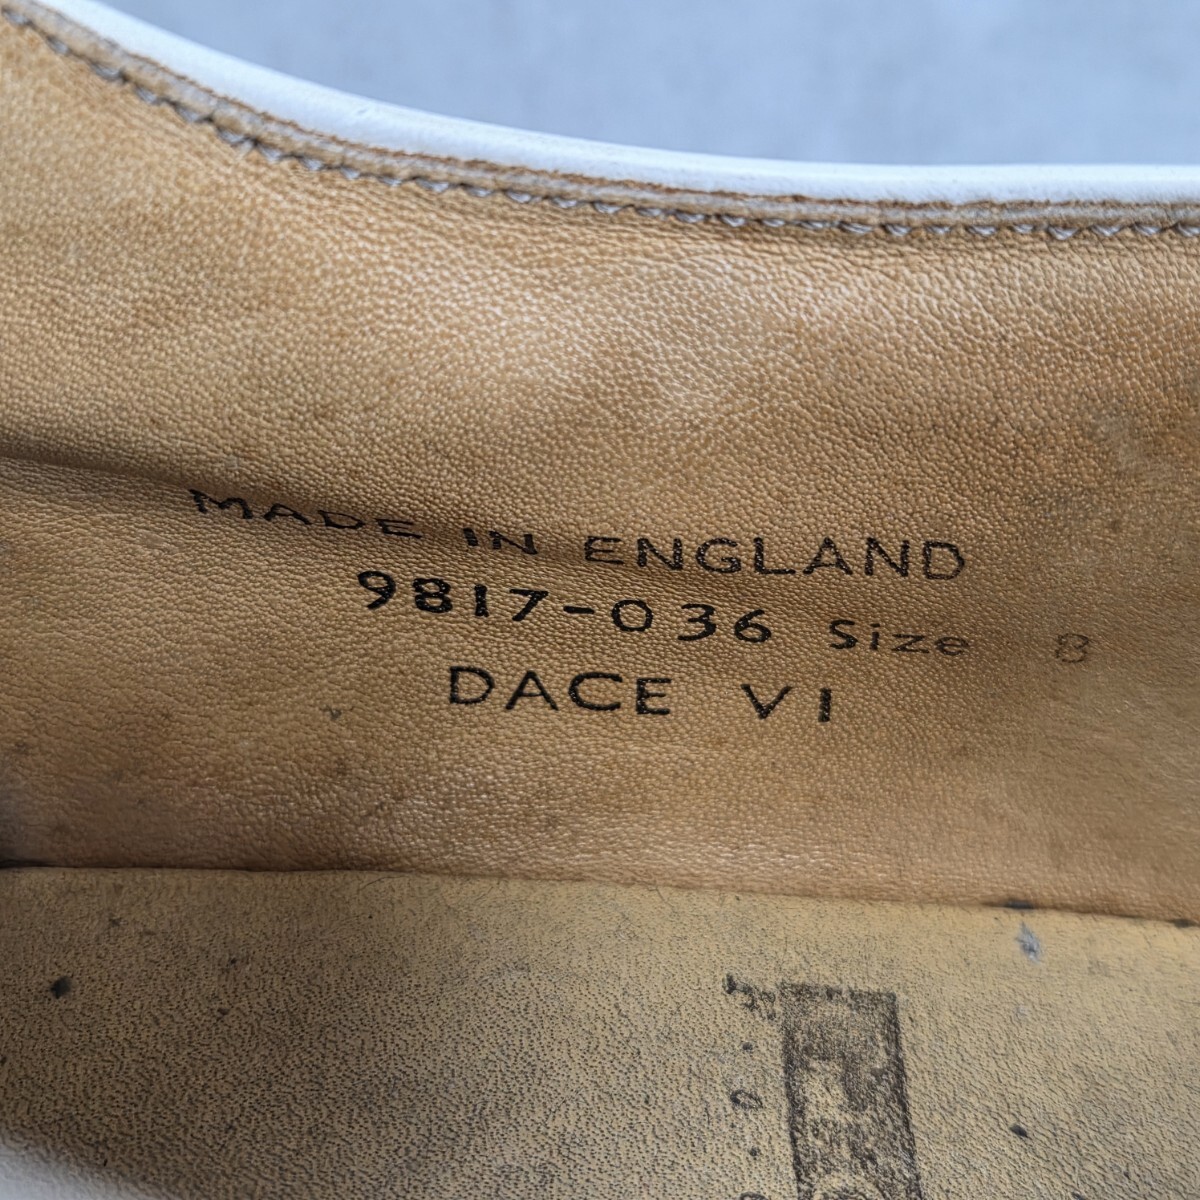 MADE IN ENGLAND
9817-036 Size 8
DACE VI